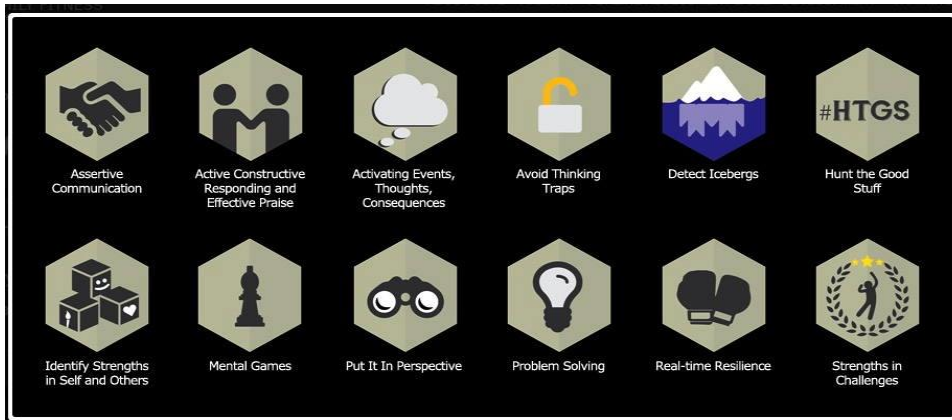 HLT FITNESS
#HTGS
Assertive
Communication
Active Constructive
Responding and
Effective Praise
Activating Events,
Thoughts,
Consequences
Avoid Thinking
Traps
Detect Icebergs
Hunt the Good
Stuff
Identify Strengths
in Self and Others
Mental Games
Put It In Perspective
Problem Solving
Real-time Resilience
Strengths in
Challenges